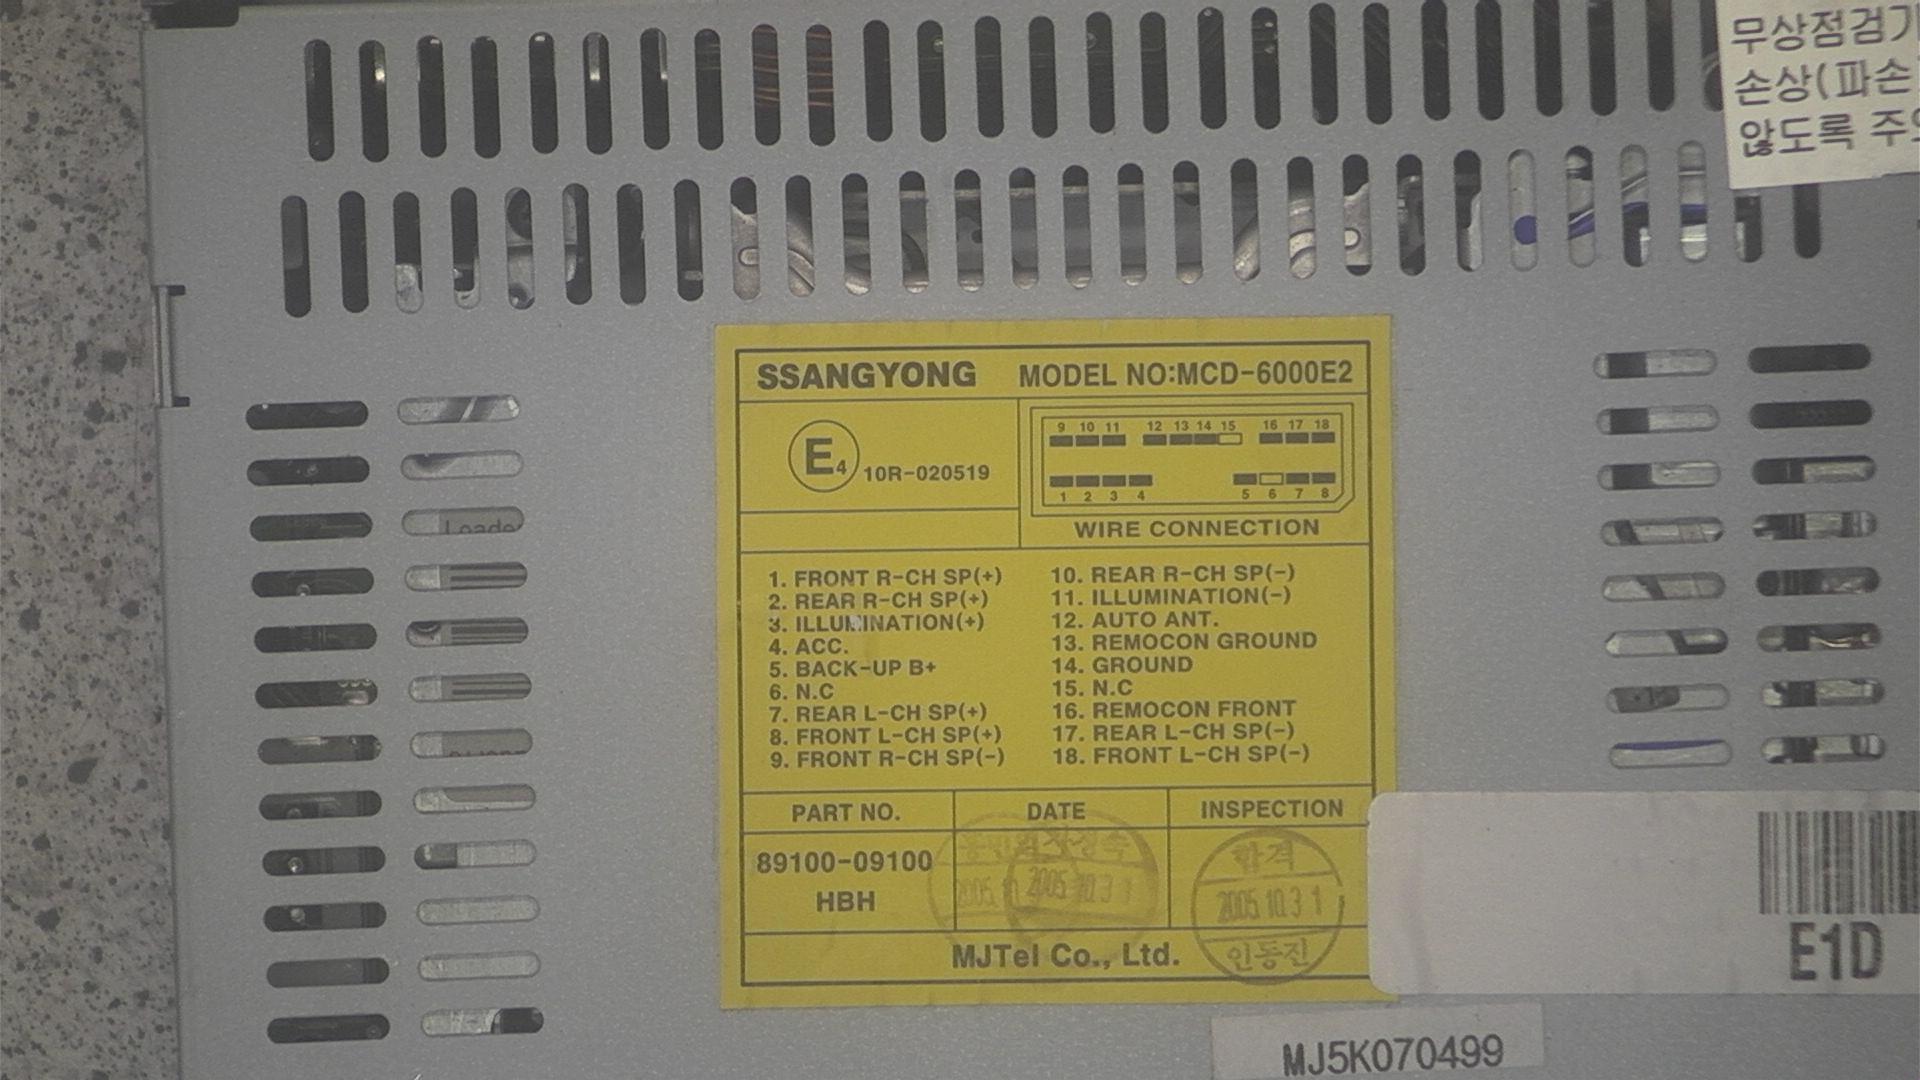 무상점검기
손상(파손
않도록 주의
SSANGYONG MODEL NO:MCD-6000E2
E4 10R-020519
9 10 11 12 13 14 15 16 17 18
1 2 3 4 5 6 7 8
WIRE CONNECTION
1. FRONT R-CH SP(+)
2. REAR R-CH SP(+)
3. ILLUMINATION(+)
4. ACC.
5. BACK-UP B+
6. N.C
7. REAR L-CH SP(+)
8. FRONT L-CH SP(+)
9. FRONT R-CH SP(-)
10. REAR R-CH SP(-)
11. ILLUMINATION(-)
12. AUTO ANT.
13. REMOCON GROUND
14. GROUND
15. N.C
16. REMOCON FRONT
17. REAR L-CH SP(-)
18. FRONT L-CH SP(-)
PART NO. DATE INSPECTION
89100-09100
HBH
2005.10.31
합격
2005.10.31
인동진
MJTel Co., Ltd.
E1D
MJ5K070499